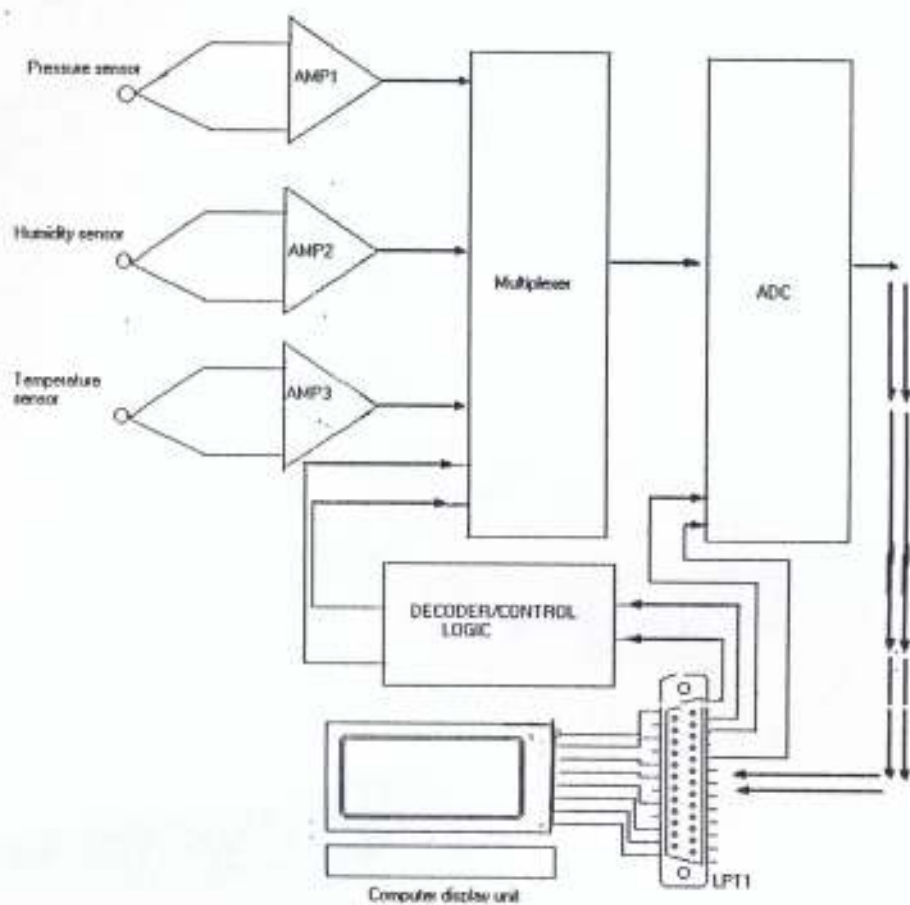 Pressure sensor
AMP1
Humidity sensor
AMP2
Multiplexer
ADC
Temperature
sensor
AMP3
DECODER/CONTROL
LOGIC
LPT1
Computer display unit